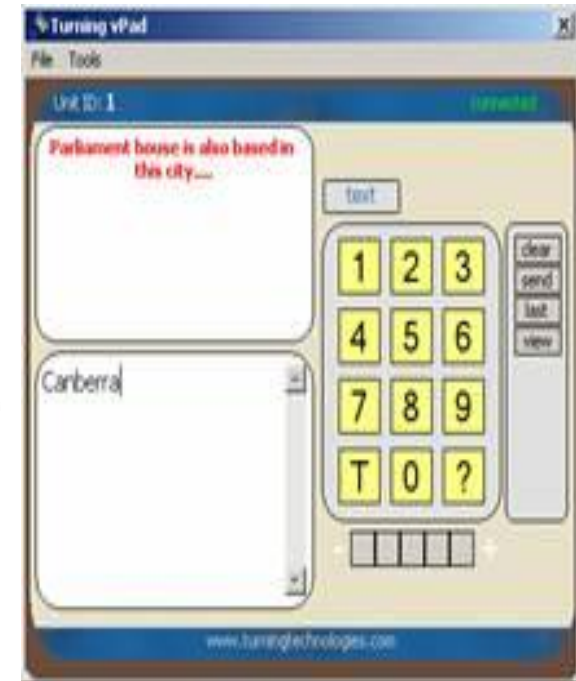 Turning vPad
File Tools
Unit ID: 1 connected
Parliament house is also based in
this city....
text
1 2 3
4 5 6
7 8 9
T 0 ?
clear
send
last
view
Canberra
- +
www.turningtechnologies.com